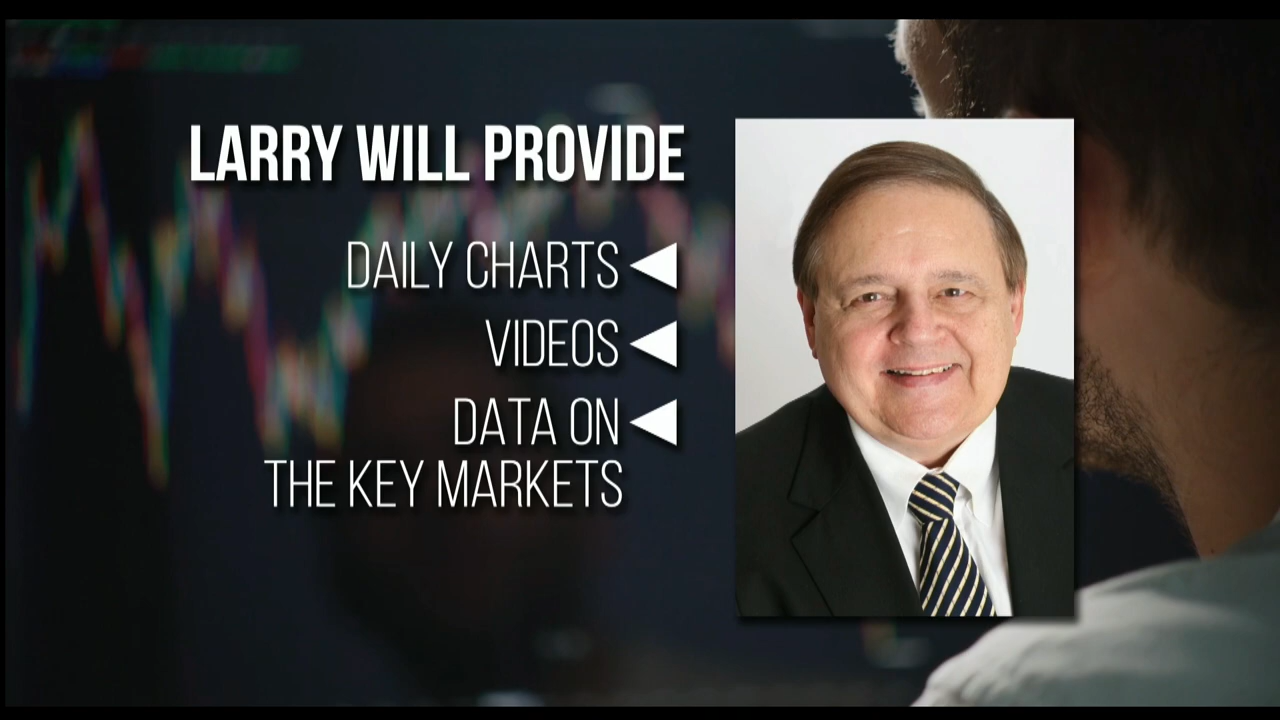 LARRY WILL PROVIDE
DAILY CHARTS
VIDEOS
DATA ON
THE KEY MARKETS